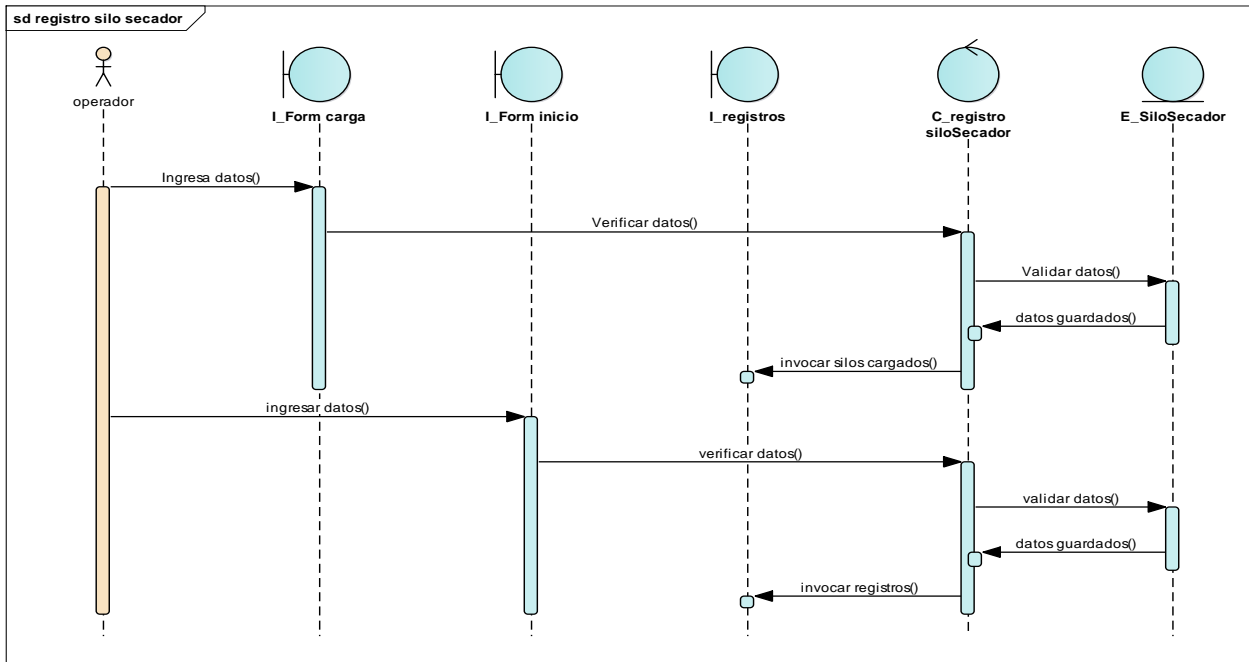 sd registro silo secador
operador
I_Form carga
I_Form inicio
I_registros
C_registro
siloSecador
E_SiloSecador
Ingresa datos()
Verificar datos()
Validar datos()
datos guardados()
invocar silos cargados()
ingresar datos()
verificar datos()
validar datos()
datos guardados()
invocar registros()